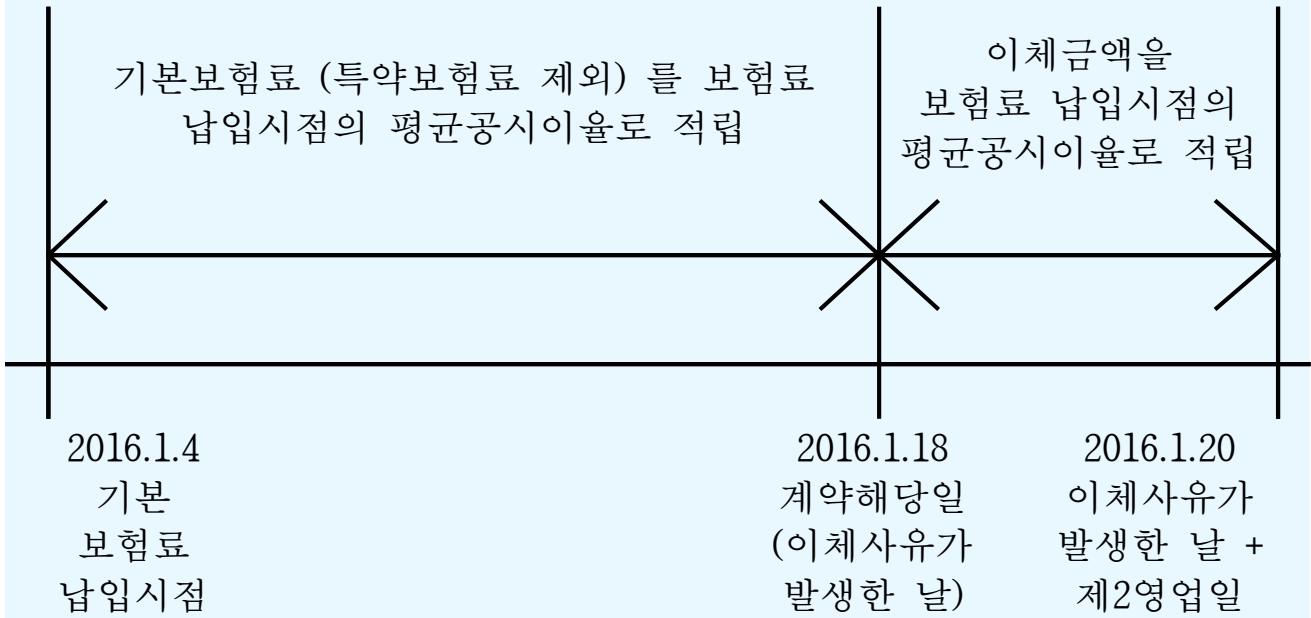 기본보험료 (특약보험료 제외) 를 보험료
납입시점의 평균공시이율로 적립
이체금액을
보험료 납입시점의
평균공시이율로 적립
2016.1.4
기본
보험료
납입시점
2016.1.18
계약해당일
(이체사유가
발생한 날)
2016.1.20
이체사유가
발생한 날 +
제2영업일